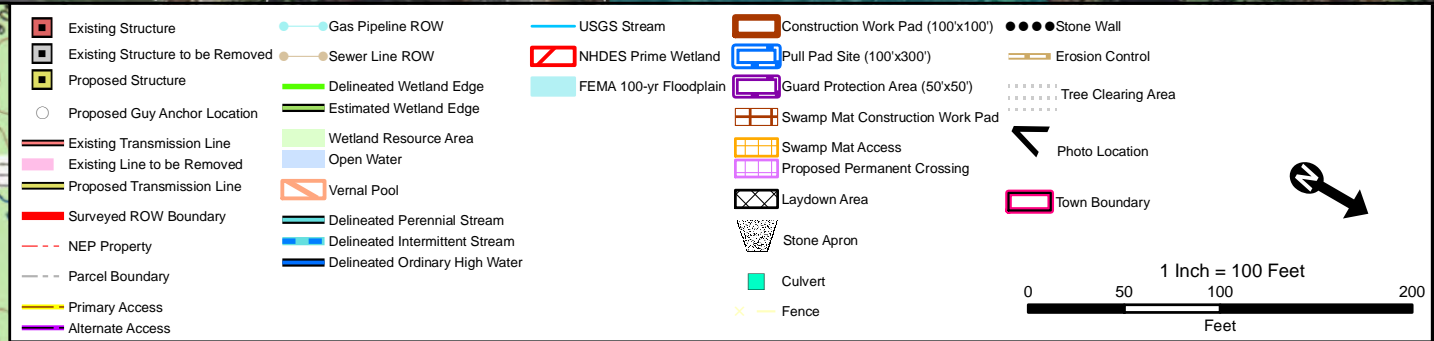 Existing Structure
Existing Structure to be Removed
Proposed Structure
Proposed Guy Anchor Location
Existing Transmission Line
Existing Line to be Removed
Proposed Transmission Line
Surveyed ROW Boundary
NEP Property
Parcel Boundary
Primary Access
Alternate Access
Gas Pipeline ROW
Sewer Line ROW
Delineated Wetland Edge
Estimated Wetland Edge
Wetland Resource Area
Open Water
Vernal Pool
Delineated Perennial Stream
Delineated Intermittent Stream
Delineated Ordinary High Water
USGS Stream
NHDES Prime Wetland
FEMA 100-yr Floodplain
Construction Work Pad (100'x100')
Pull Pad Site (100'x300')
Guard Protection Area (50'x50')
Swamp Mat Construction Work Pad
Swamp Mat Access
Proposed Permanent Crossing
Laydown Area
Stone Apron
Culvert
Fence
Stone Wall
Erosion Control
Tree Clearing Area
Photo Location
Town Boundary
N
1 Inch = 100 Feet
0 50 100 200
Feet